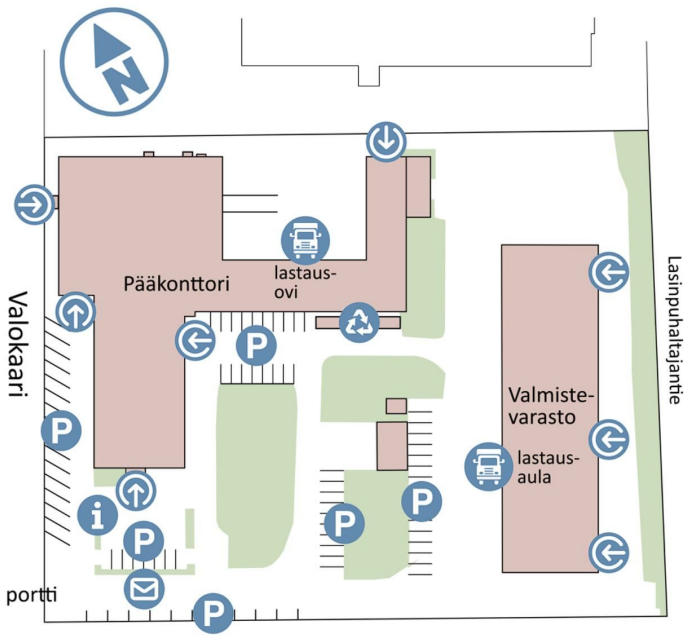 N
Pääkonttori
lastaus-
ovi
P
Valokaari
Lasinpuhaltajantie
Valmiste-
varasto
lastaus-
aula
P
P
P
i
P
portti
P